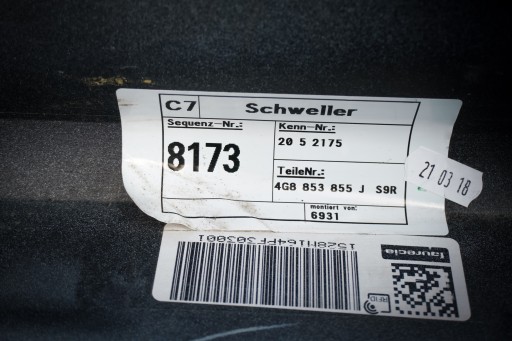 C7 Schweller
Sequenz-Nr.:
8173
Kenn-Nr.:
20 5 2175
TeileNr.:
4G8 853 855 J S9R
montiert von:
6931
21 03 18
faurecia
RFID